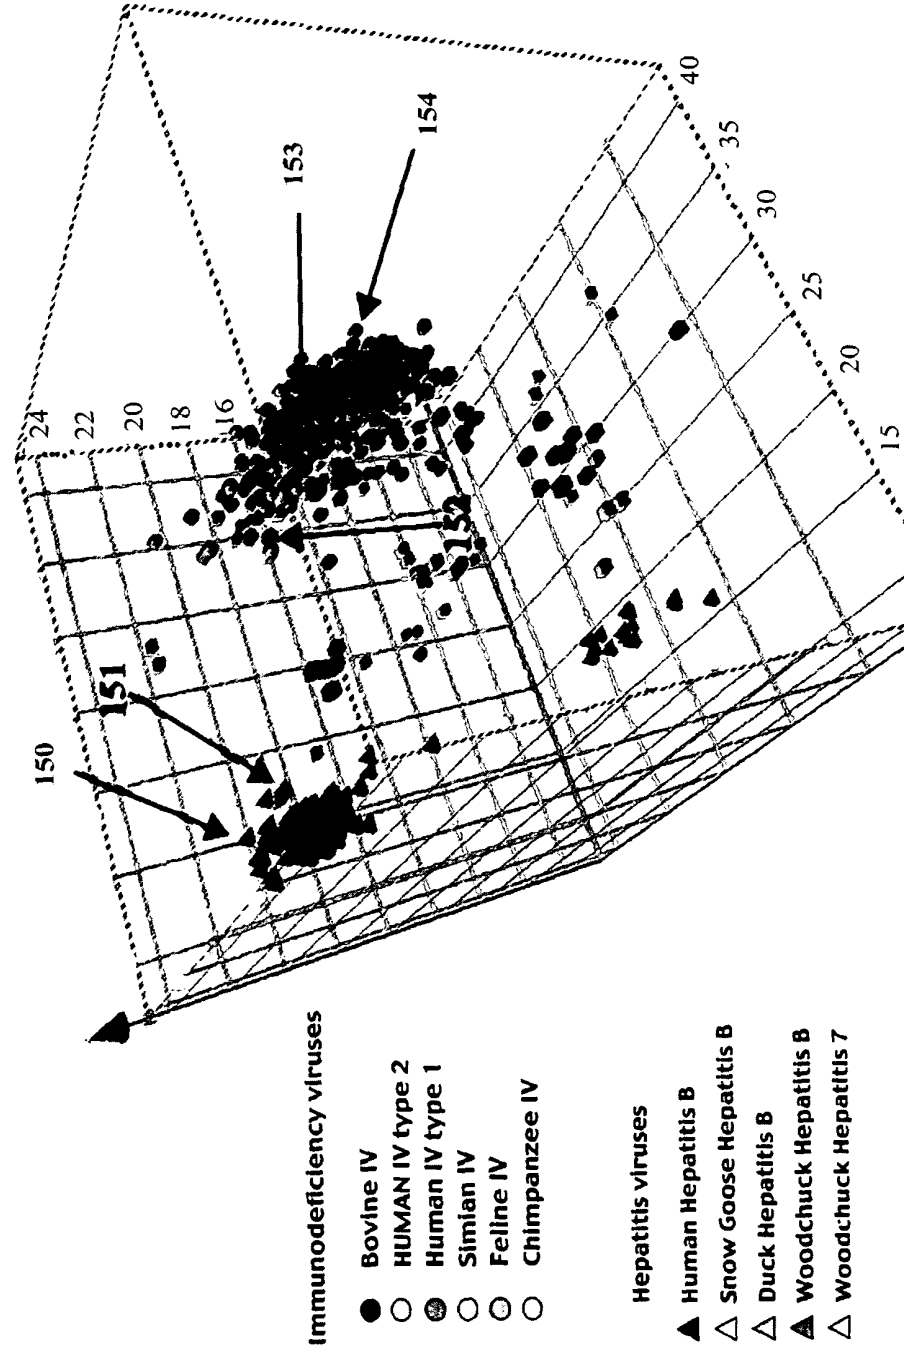 150
151
152
153
154
24
22
20
18
16
40
35
30
25
20
15
Immunodeficiency viruses
Bovine IV
HUMAN IV type 2
Human IV type 1
Simian IV
Feline IV
Chimpanzee IV
Hepatitis viruses
Human Hepatitis B
Snow Goose Hepatitis B
Duck Hepatitis B
Woodchuck Hepatitis B
Woodchuck Hepatitis 7